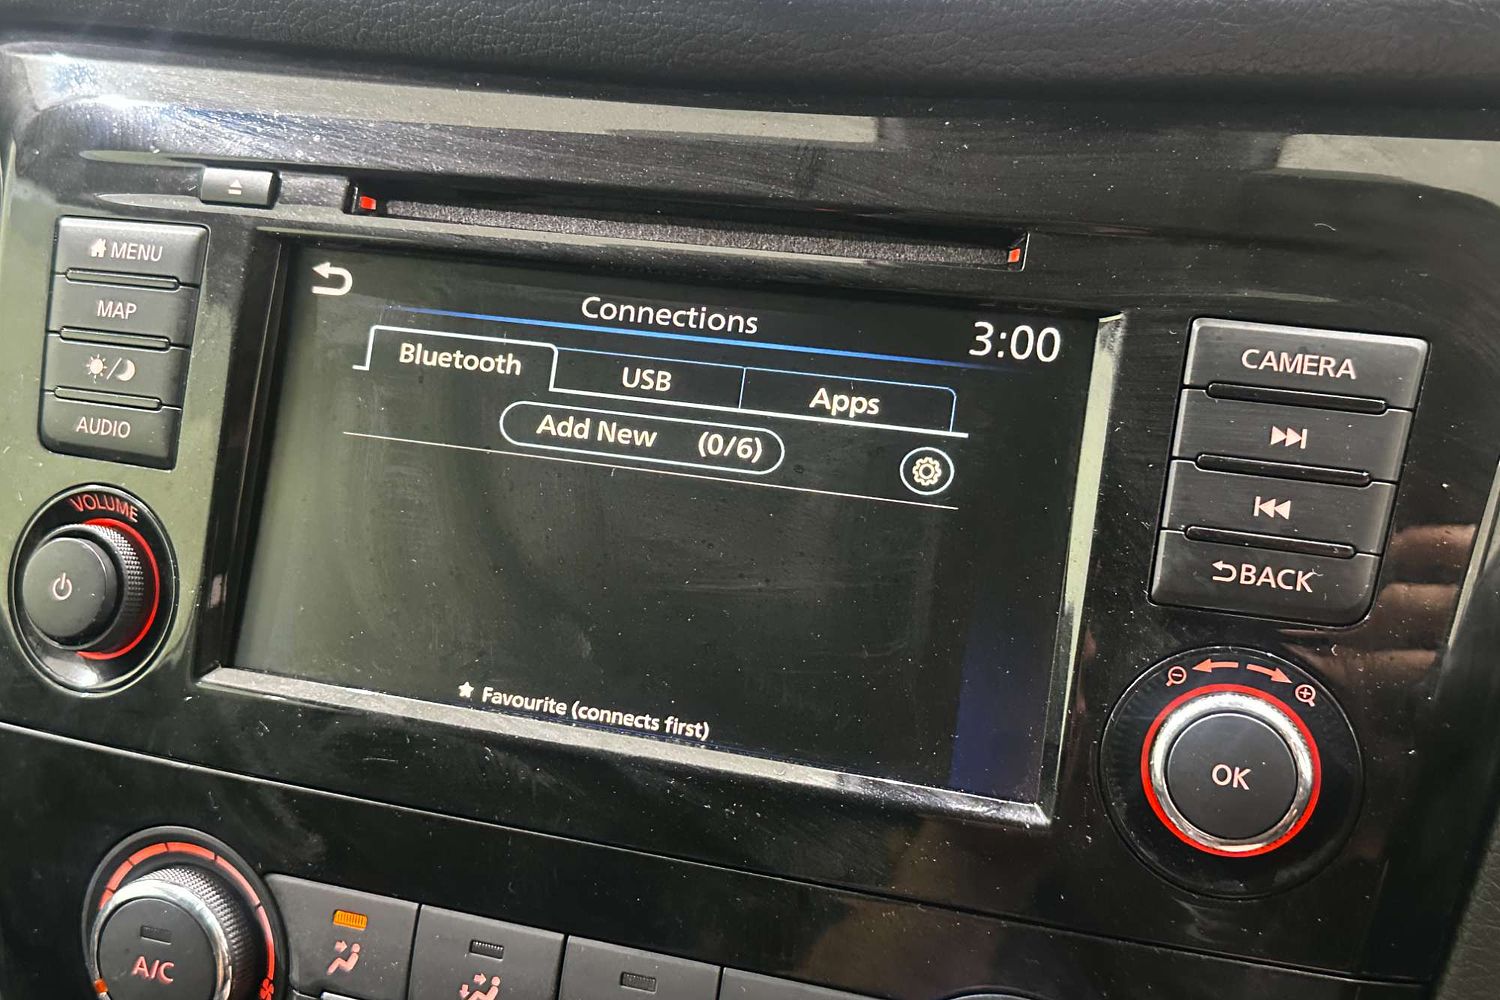 MENU
MAP
AUDIO
VOLUME
Connections
3:00
Bluetooth
USB
Apps
Add New (0/6)
Favourite (connects first)
CAMERA
BACK
OK
A/C